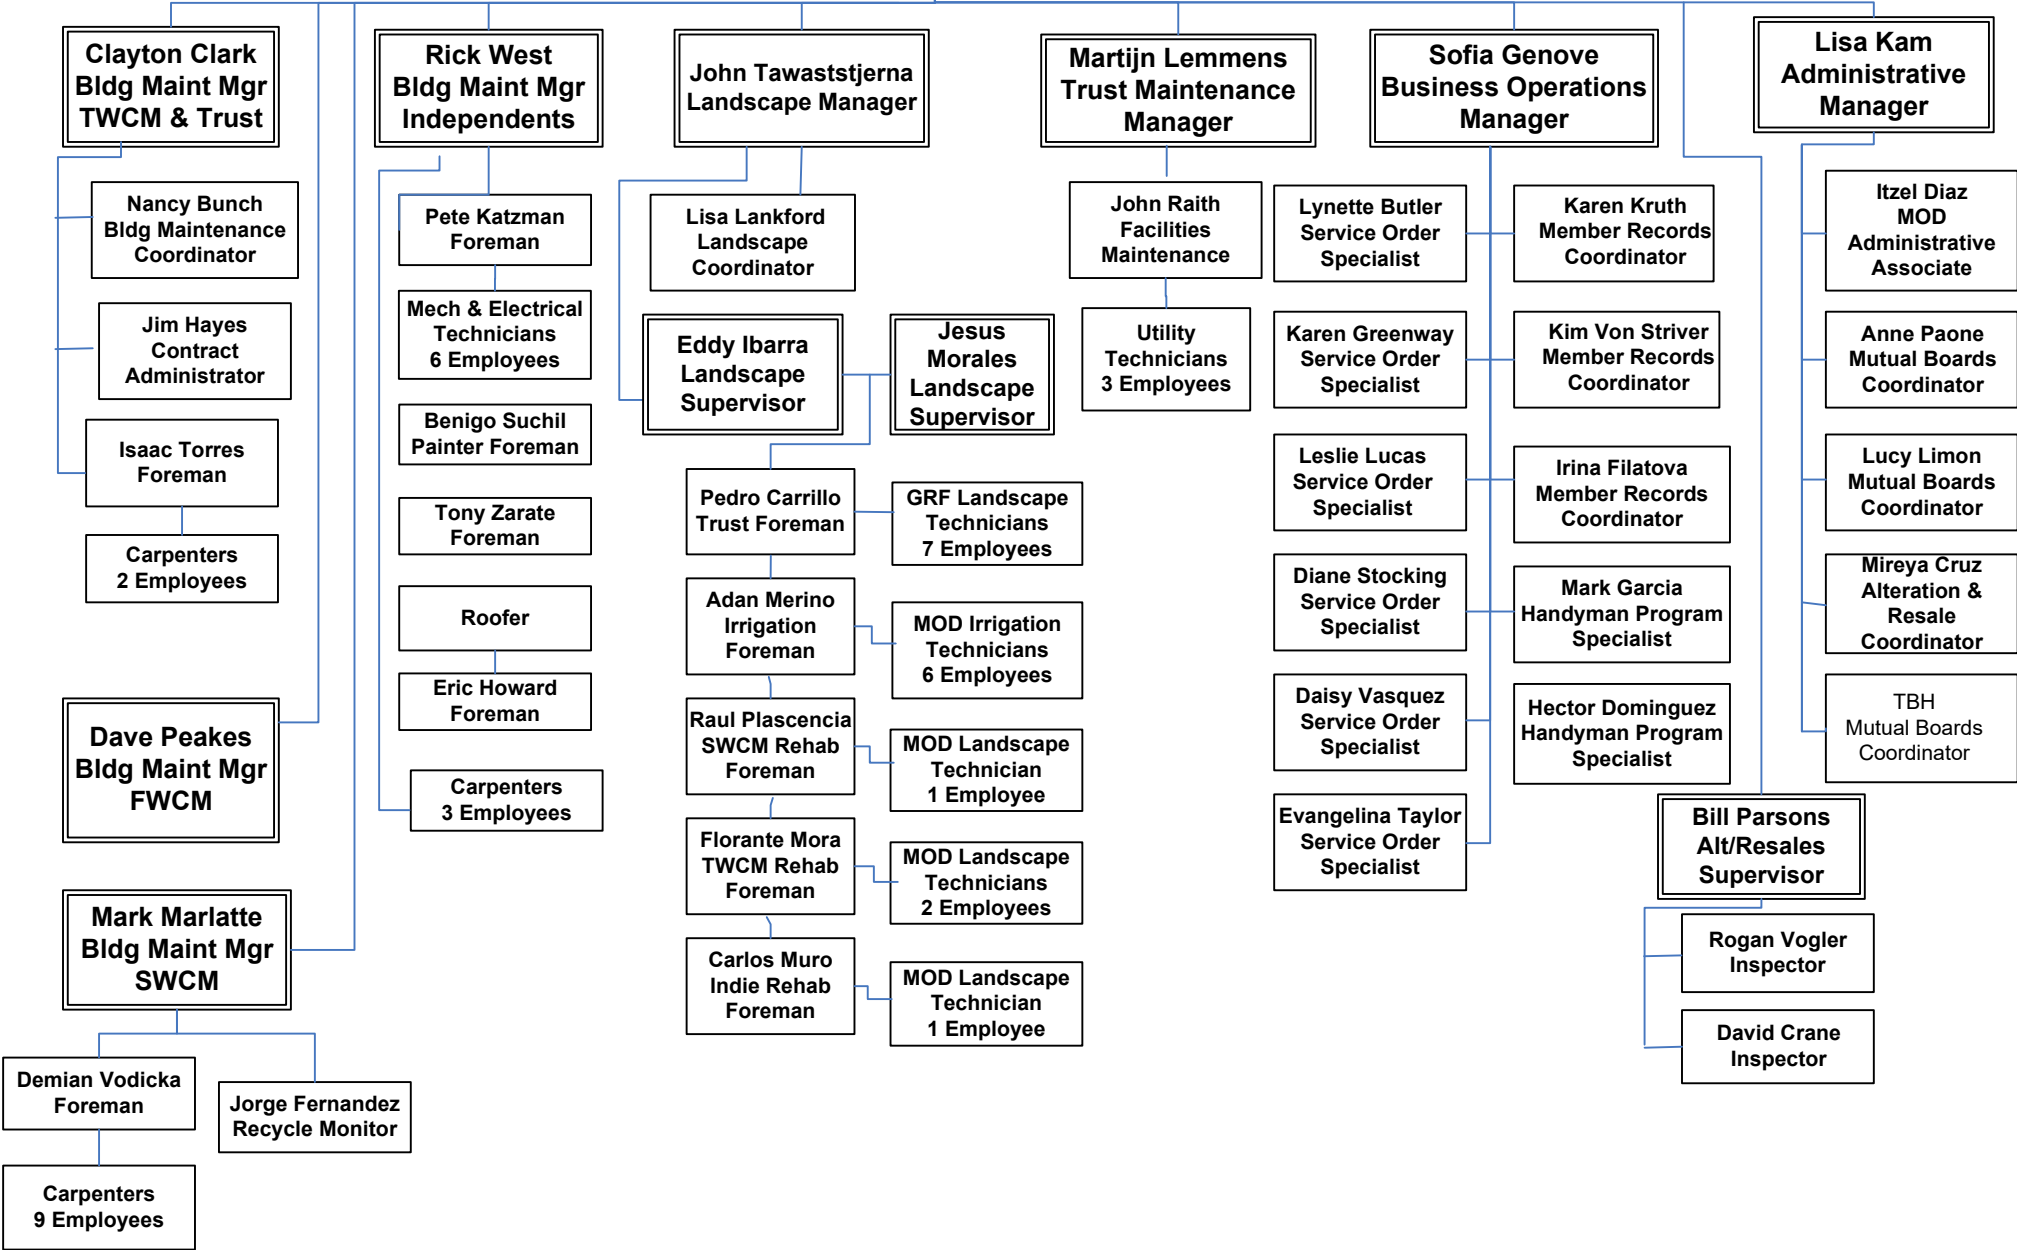 Clayton Clark
Bldg Maint Mgr
TWCM & Trust
Nancy Bunch
Bldg Maintenance
Coordinator
Jim Hayes
Contract
Administrator
Isaac Torres
Foreman
Carpenters
2 Employees
Dave Peakes
Bldg Maint Mgr
FWCM
Mark Marlatte
Bldg Maint Mgr
SWCM
Demian Vodicka
Foreman
Jorge Fernandez
Recycle Monitor
Carpenters
9 Employees
Rick West
Bldg Maint Mgr
Independents
Pete Katzman
Foreman
Mech & Electrical
Technicians
6 Employees
Benigo Suchil
Painter Foreman
Tony Zarate
Foreman
Roofer
Eric Howard
Foreman
Carpenters
3 Employees
John Tawaststjerna
Landscape Manager
Lisa Lankford
Landscape
Coordinator
Eddy Ibarra
Landscape
Supervisor
Jesus
Morales
Landscape
Supervisor
Pedro Carrillo
Trust Foreman
GRF Landscape
Technicians
7 Employees
Adan Merino
Irrigation
Foreman
MOD Irrigation
Technicians
6 Employees
Raul Plascencia
SWCM Rehab
Foreman
MOD Landscape
Technician
1 Employee
Florante Mora
TWCM Rehab
Foreman
MOD Landscape
Technicians
2 Employees
Carlos Muro
Indie Rehab
Foreman
MOD Landscape
Technician
1 Employee
Martijn Lemmens
Trust Maintenance
Manager
John Raith
Facilities
Maintenance
Utility
Technicians
3 Employees
Sofia Genove
Business Operations
Manager
Lynette Butler
Service Order
Specialist
Karen Greenway
Service Order
Specialist
Leslie Lucas
Service Order
Specialist
Diane Stocking
Service Order
Specialist
Daisy Vasquez
Service Order
Specialist
Evangelina Taylor
Service Order
Specialist
Karen Kruth
Member Records
Coordinator
Kim Von Striver
Member Records
Coordinator
Irina Filatova
Member Records
Coordinator
Mark Garcia
Handyman Program
Specialist
Hector Dominguez
Handyman Program
Specialist
Bill Parsons
Alt/Resales
Supervisor
Rogan Vogler
Inspector
David Crane
Inspector
Lisa Kam
Administrative
Manager
Itzel Diaz
MOD
Administrative
Associate
Anne Paone
Mutual Boards
Coordinator
Lucy Limon
Mutual Boards
Coordinator
Mireya Cruz
Alteration &
Resale
Coordinator
TBH
Mutual Boards
Coordinator